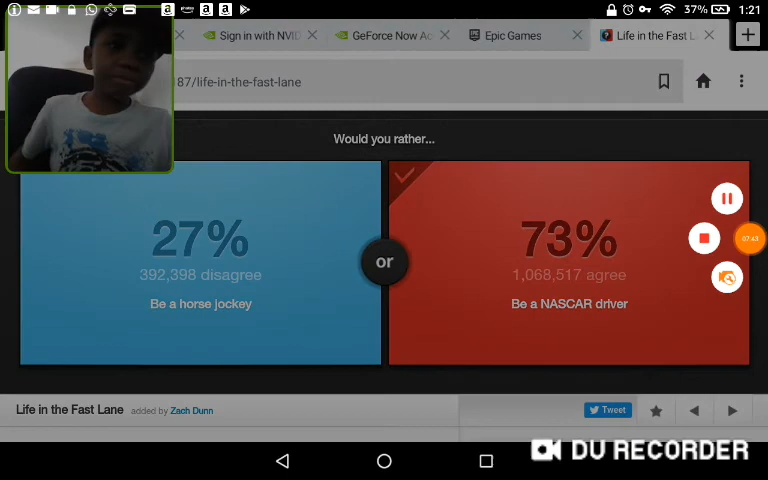 37% 1:21
Sign in with NVID
GeForce Now Ac
Epic Games
Life in the Fast L
87/life-in-the-fast-lane
Would you rather...
27%
392,398 disagree
Be a horse jockey
or
73%
1,068,517 agree
Be a NASCAR driver
07:43
Life in the Fast Lane added by Zach Dunn
Tweet
DU RECORDER